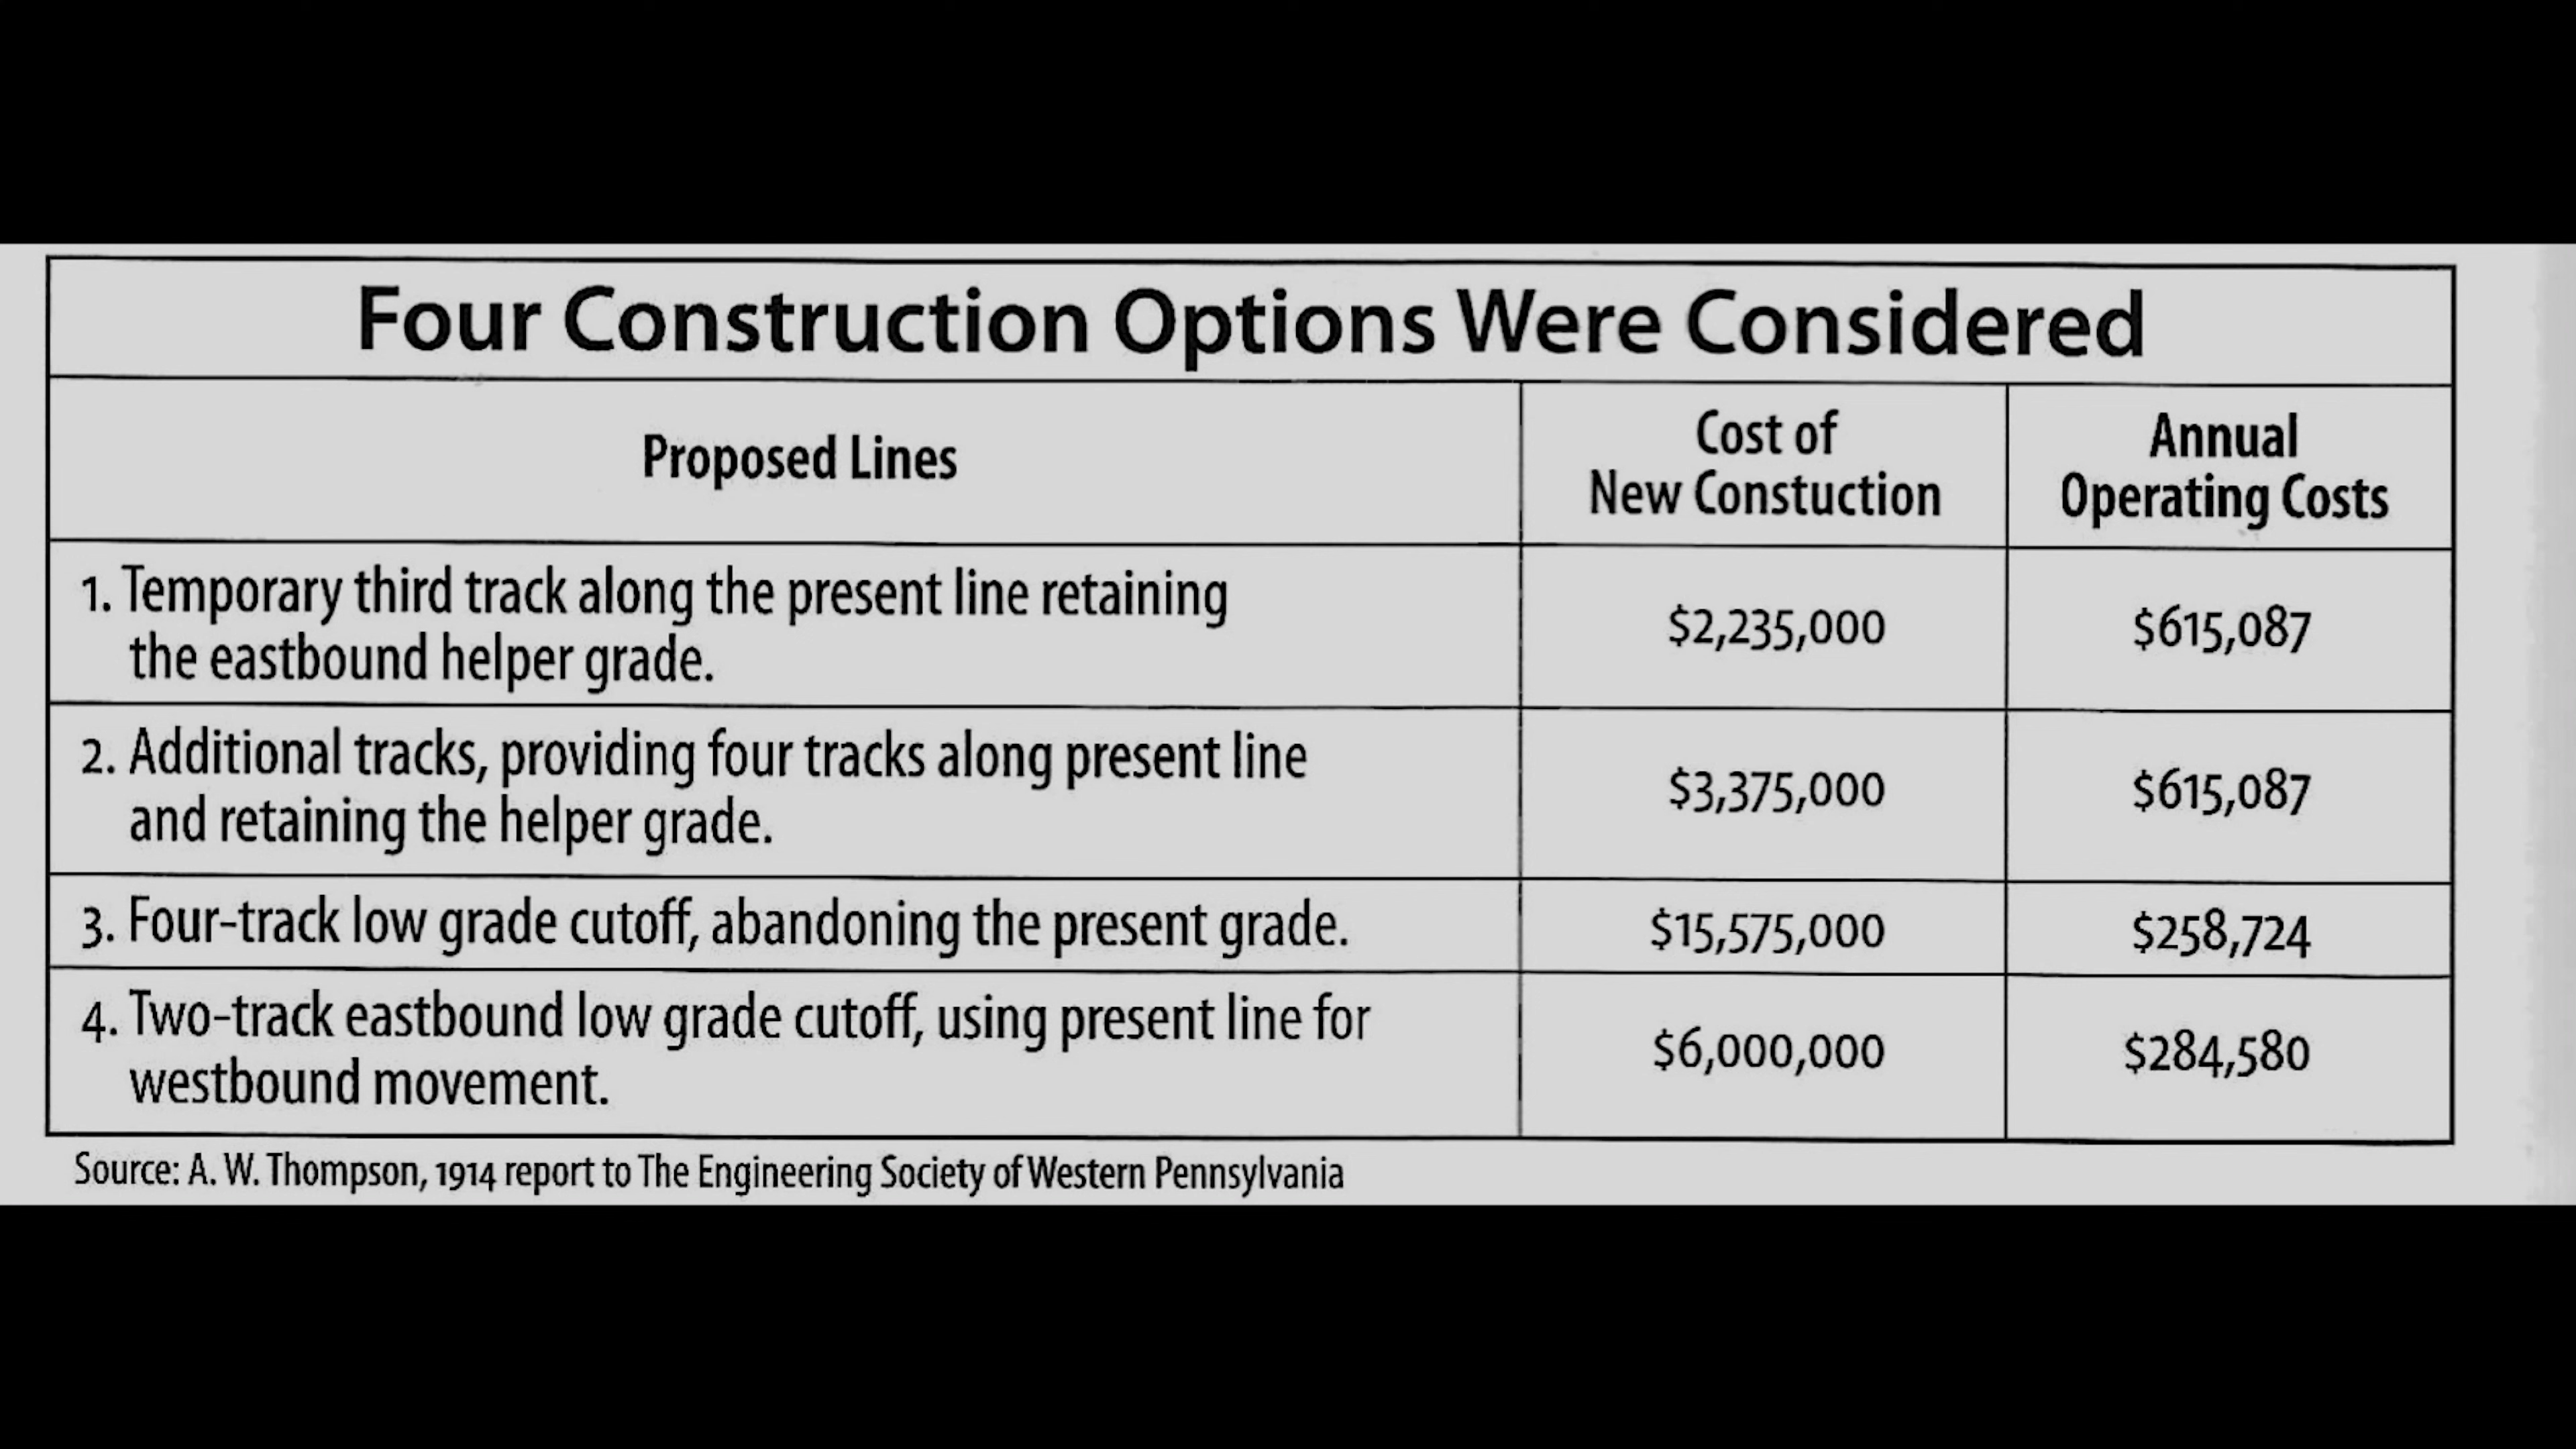 Four Construction Options Were Considered
Proposed Lines
Cost of
New Constuction
Annual
Operating Costs
1. Temporary third track along the present line retaining
the eastbound helper grade.
$2,235,000
$615,087
2. Additional tracks, providing four tracks along present line
and retaining the helper grade.
$3,375,000
$615,087
3. Four-track low grade cutoff, abandoning the present grade.
$15,575,000
$258,724
4. Two-track eastbound low grade cutoff, using present line for
westbound movement.
$6,000,000
$284,580
Source: A. W. Thompson, 1914 report to The Engineering Society of Western Pennsylvania